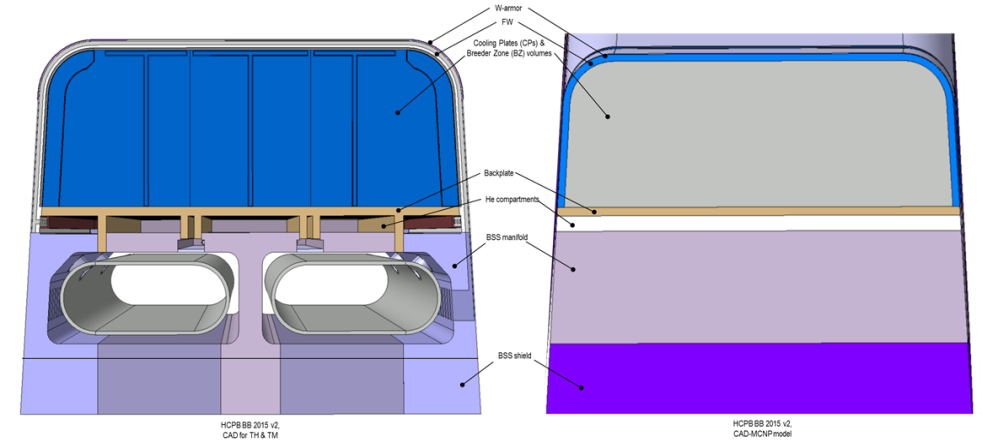 W-armor
FW
Cooling Plates (CPs) &
Breeder Zone (BZ) volumes
Backplate
He compartments
BSS manifold
BSS shield
HCPB BB 2015 v2,
CAD for TH & TM
HCPB BB 2015 v2,
CAD-MCNP model